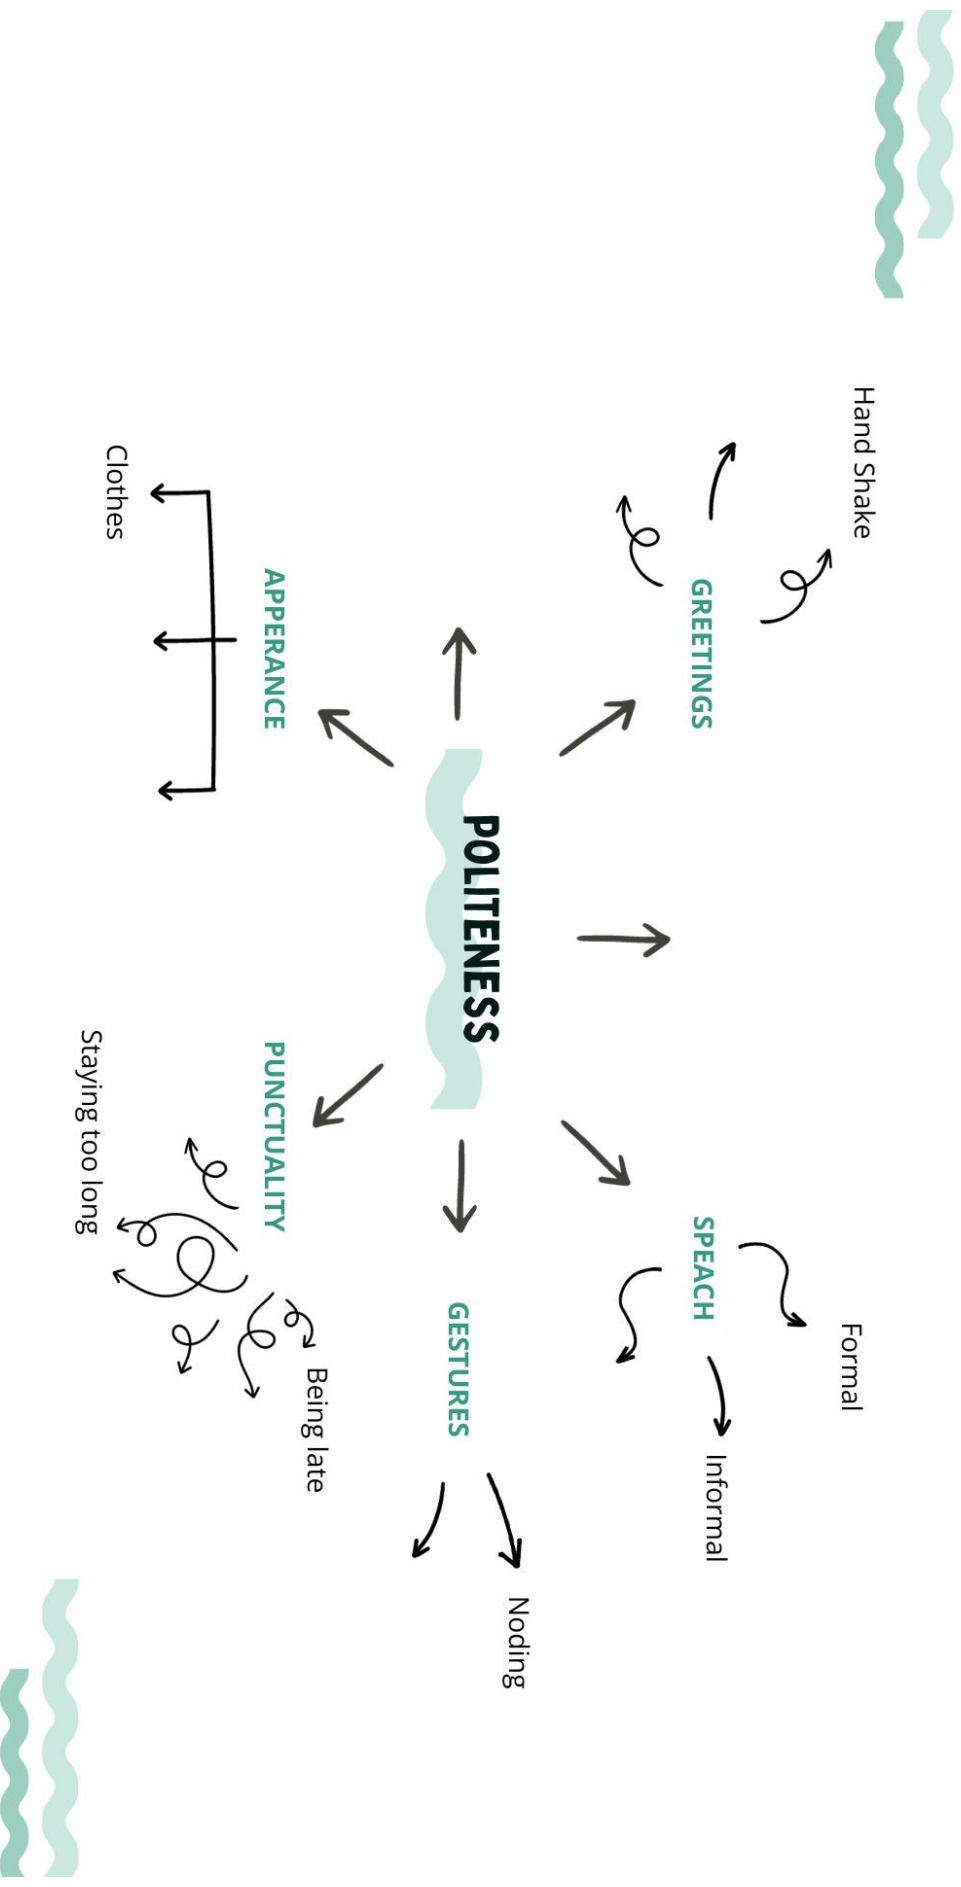 Hand Shake
GREETINGS
Formal
SPEACH
Informal
POLITENESS
GESTURES
Noding
APPERANCE
Clothes
PUNCTUALITY
Being late
Staying too long